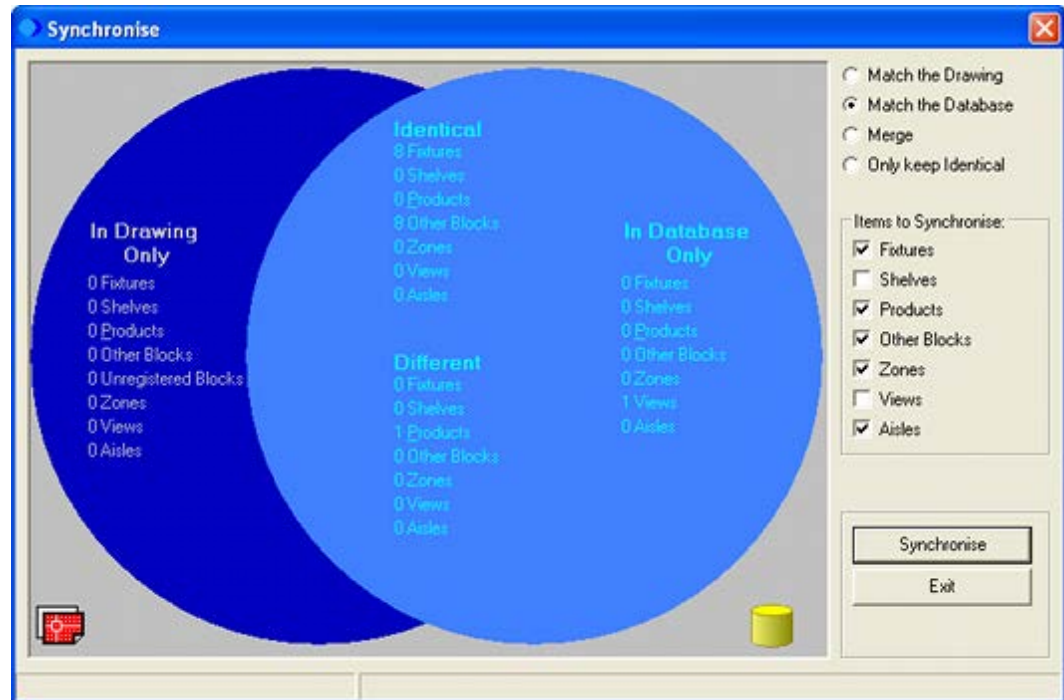 Synchronise
In Drawing
Only
0 Fixtures
0 Shelves
0 Products
0 Other Blocks
0 Unregistered Blocks
0 Zones
0 Views
0 Aisles
Identical
8 Fixtures
0 Shelves
0 Products
8 Other Blocks
0 Zones
0 Views
0 Aisles
Different
0 Fixtures
0 Shelves
1 Products
0 Other Blocks
0 Zones
0 Views
0 Aisles
In Database
Only
0 Fixtures
0 Shelves
0 Products
0 Other Blocks
0 Zones
1 Views
0 Aisles
Match the Drawing
Match the Database
Merge
Only keep Identical
Items to Synchronise:
Fixtures
Shelves
Products
Other Blocks
Zones
Views
Aisles
Synchronise
Exit